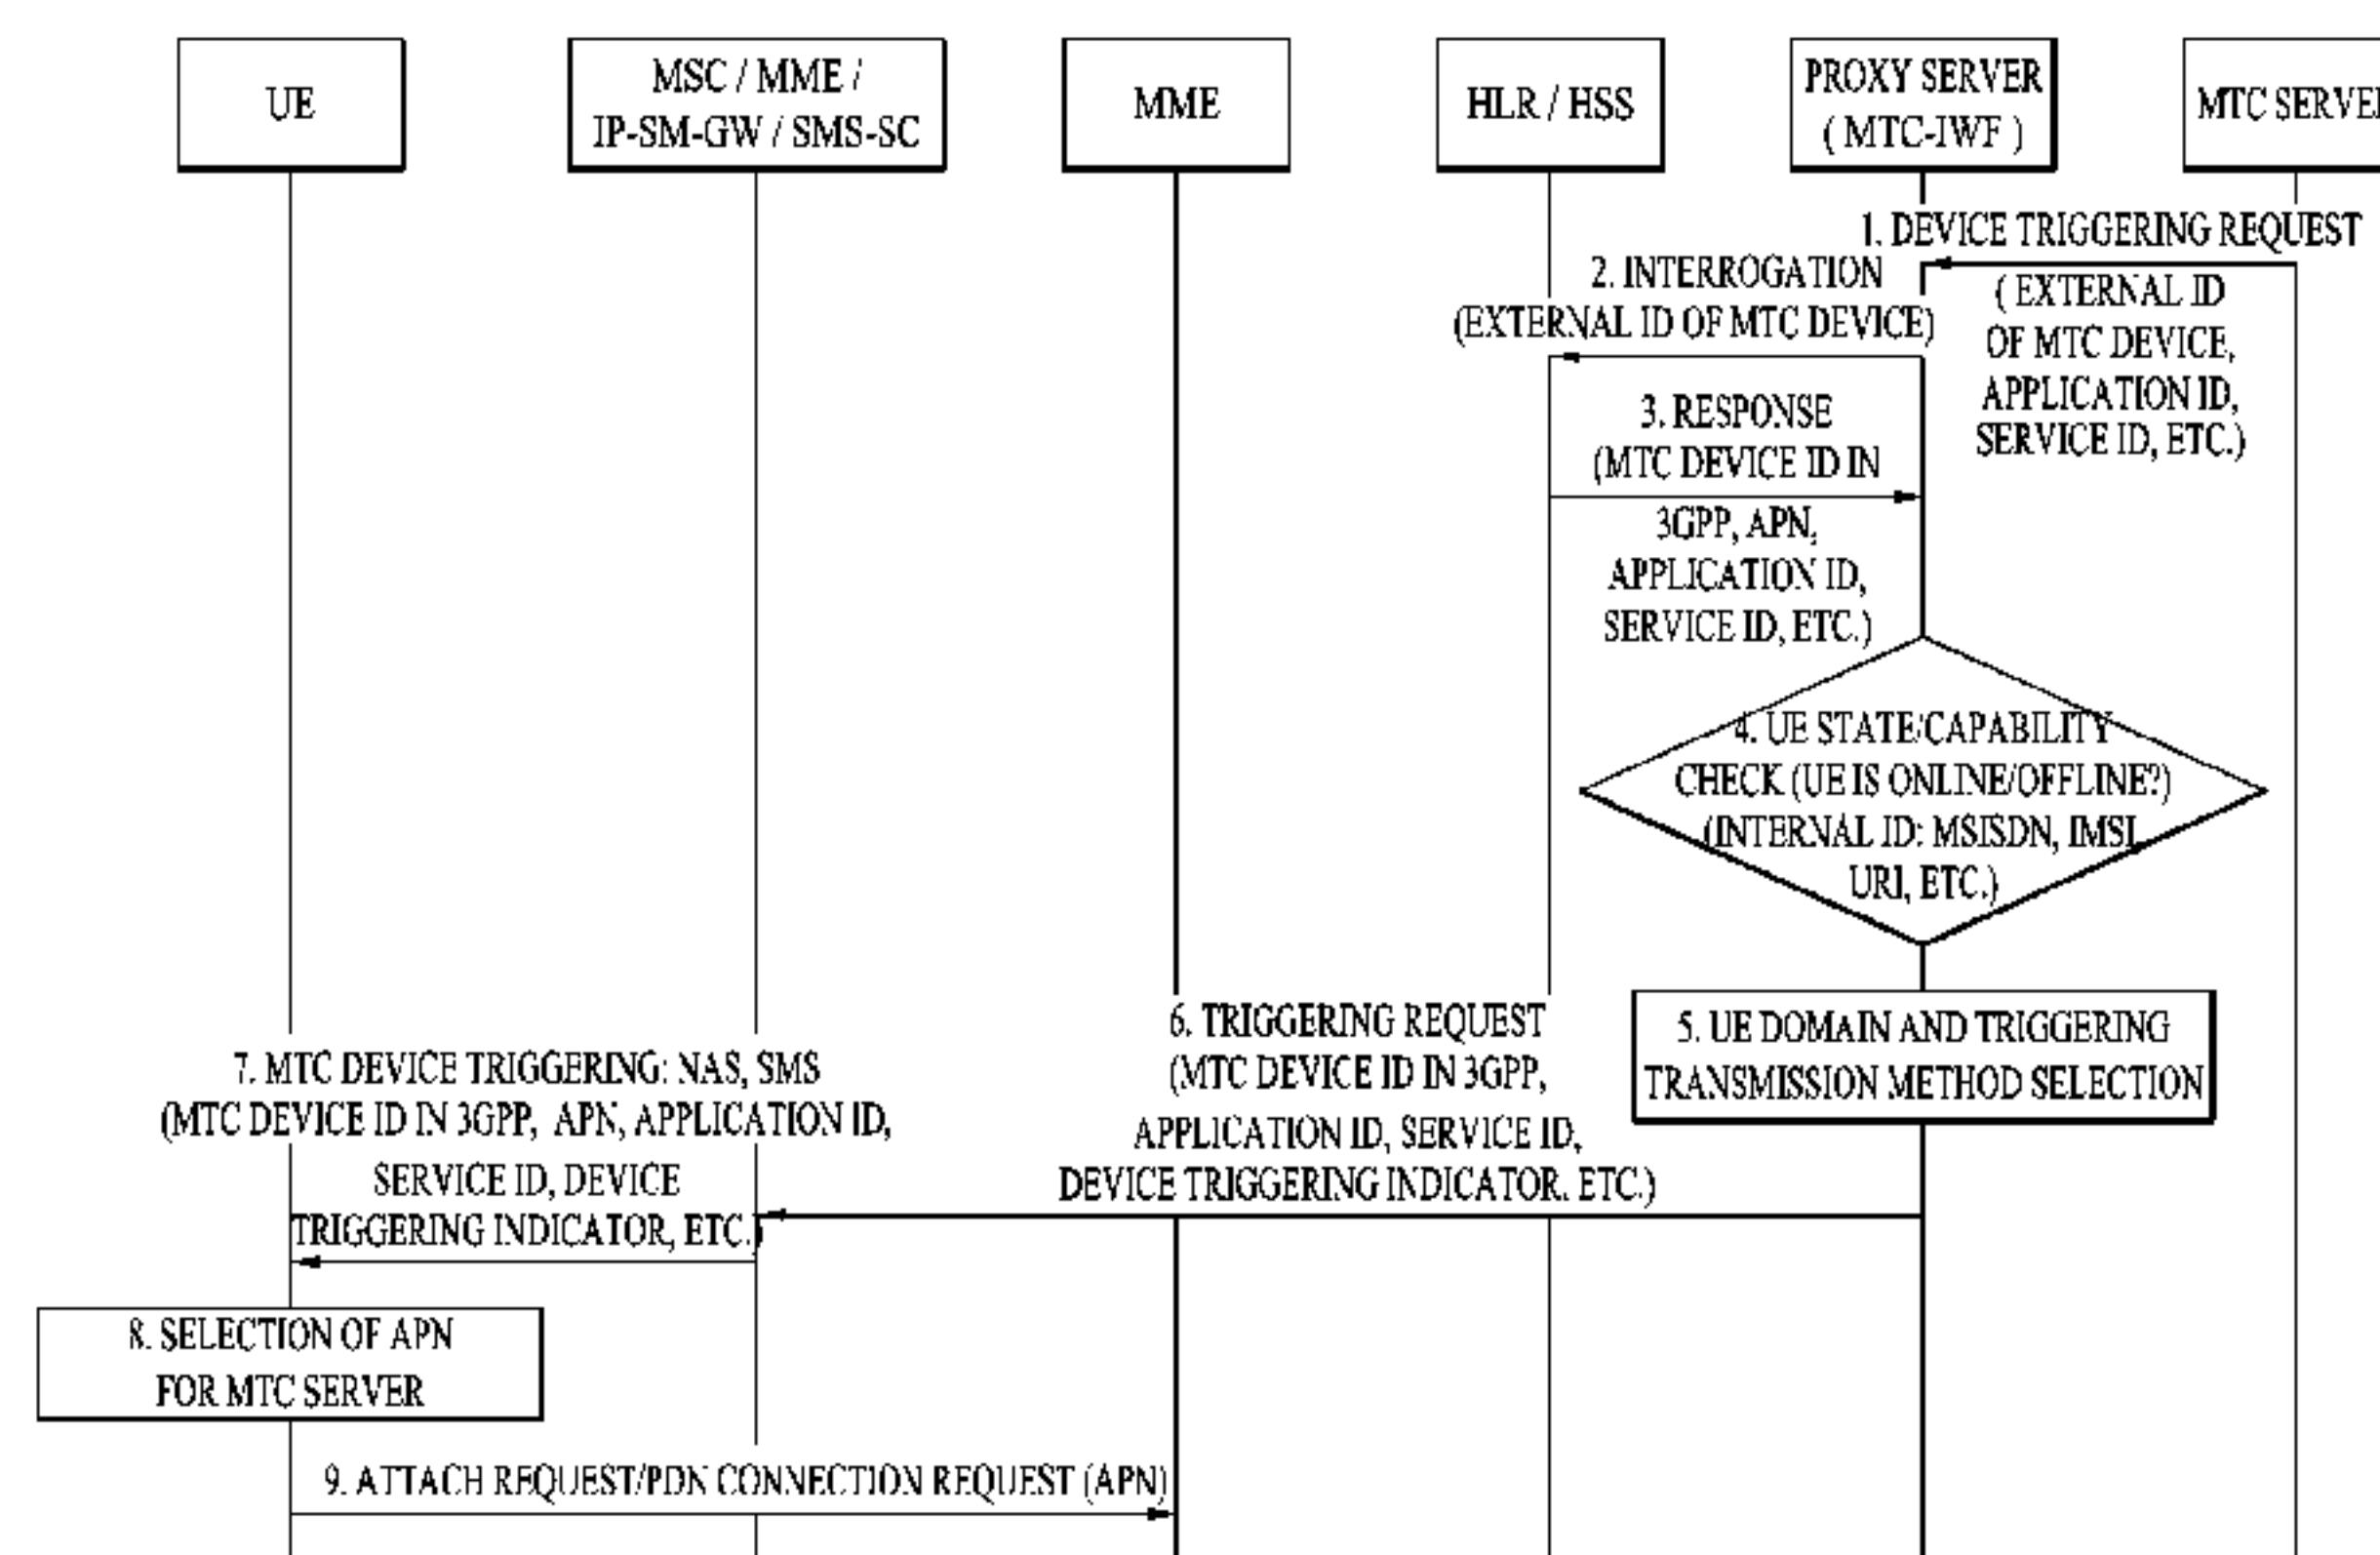 UE
MSC / MME /
IP-SM-GW / SMS-SC
MME
HLR / HSS
PROXY SERVER
( MTC-IWF )
MTC SERVER
1. DEVICE TRIGGERING REQUEST
( EXTERNAL ID
OF MTC DEVICE,
APPLICATION ID,
SERVICE ID, ETC.)
2. INTERROGATION
(EXTERNAL ID OF MTC DEVICE)
3. RESPONSE
(MTC DEVICE ID IN
3GPP, APN,
APPLICATION ID,
SERVICE ID, ETC.)
4. UE STATE/CAPABILITY
CHECK (UE IS ONLINE/OFFLINE?)
(INTERNAL ID: MSISDN, IMSI,
URI, ETC.)
5. UE DOMAIN AND TRIGGERING
TRANSMISSION METHOD SELECTION
6. TRIGGERING REQUEST
(MTC DEVICE ID IN 3GPP,
APPLICATION ID, SERVICE ID,
DEVICE TRIGGERING INDICATOR. ETC.)
7. MTC DEVICE TRIGGERING: NAS, SMS
(MTC DEVICE ID IN 3GPP, APN, APPLICATION ID,
SERVICE ID, DEVICE
TRIGGERING INDICATOR, ETC.)
8. SELECTION OF APN
FOR MTC SERVER
9. ATTACH REQUEST/PDN CONNECTION REQUEST (APN)